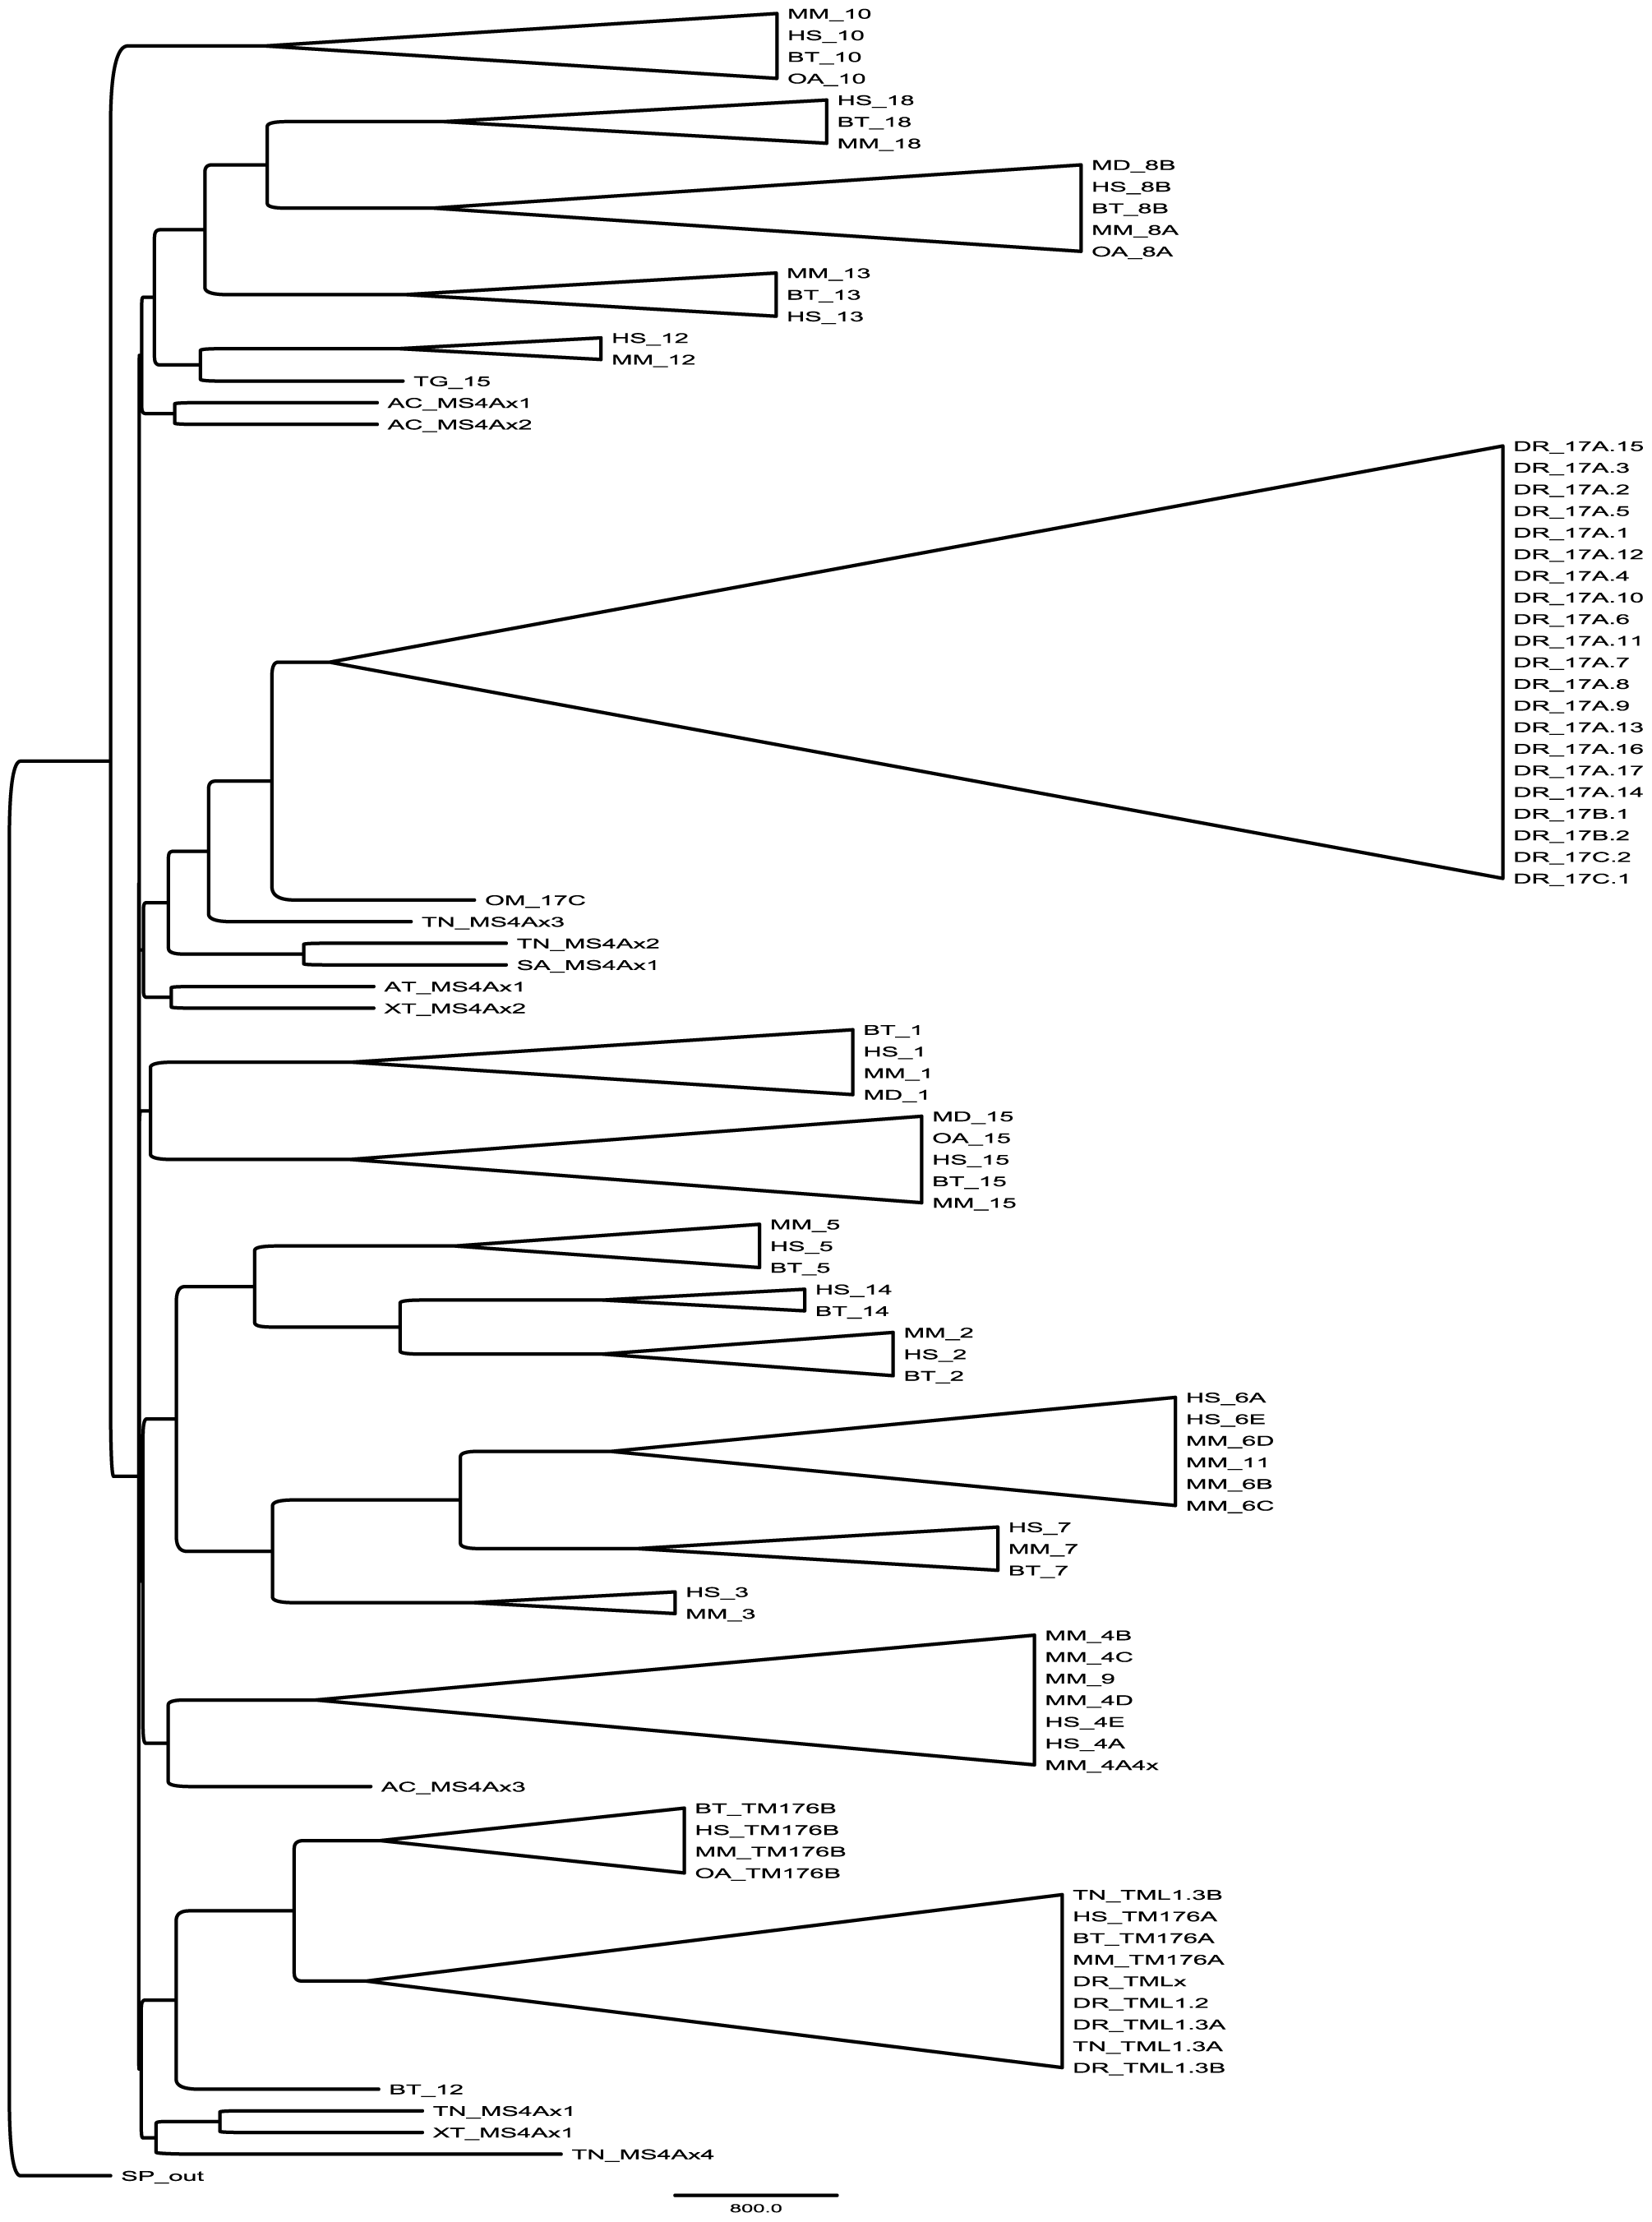 MM_10
HS_10
BT_10
OA_10
HS_18
BT_18
MM_18
MD_8B
HS_8B
BT_8B
MM_8A
OA_8A
MM_13
BT_13
HS_13
HS_12
MM_12
TG_15
AC_MS4Ax1
AC_MS4Ax2
DR_17A.15
DR_17A.3
DR_17A.2
DR_17A.5
DR_17A.1
DR_17A.12
DR_17A.4
DR_17A.10
DR_17A.6
DR_17A.11
DR_17A.7
DR_17A.8
DR_17A.9
DR_17A.13
DR_17A.16
DR_17A.17
DR_17A.14
DR_17B.1
DR_17B.2
DR_17C.2
DR_17C.1
OM_17C
TN_MS4Ax3
TN_MS4Ax2
SA_MS4Ax1
AT_MS4Ax1
XT_MS4Ax2
BT_1
HS_1
MM_1
MD_1
MD_15
OA_15
HS_15
BT_15
MM_15
MM_5
HS_5
BT_5
HS_14
BT_14
MM_2
HS_2
BT_2
HS_6A
HS_6E
MM_6D
MM_11
MM_6B
MM_6C
HS_7
MM_7
BT_7
HS_3
MM_3
MM_4B
MM_4C
MM_9
MM_4D
HS_4E
HS_4A
MM_4A4x
AC_MS4Ax3
BT_TM176B
HS_TM176B
MM_TM176B
OA_TM176B
TN_TML1.3B
HS_TM176A
BT_TM176A
MM_TM176A
DR_TMLx
DR_TML1.2
DR_TML1.3A
TN_TML1.3A
DR_TML1.3B
BT_12
TN_MS4Ax1
XT_MS4Ax1
TN_MS4Ax4
SP_out
800.0